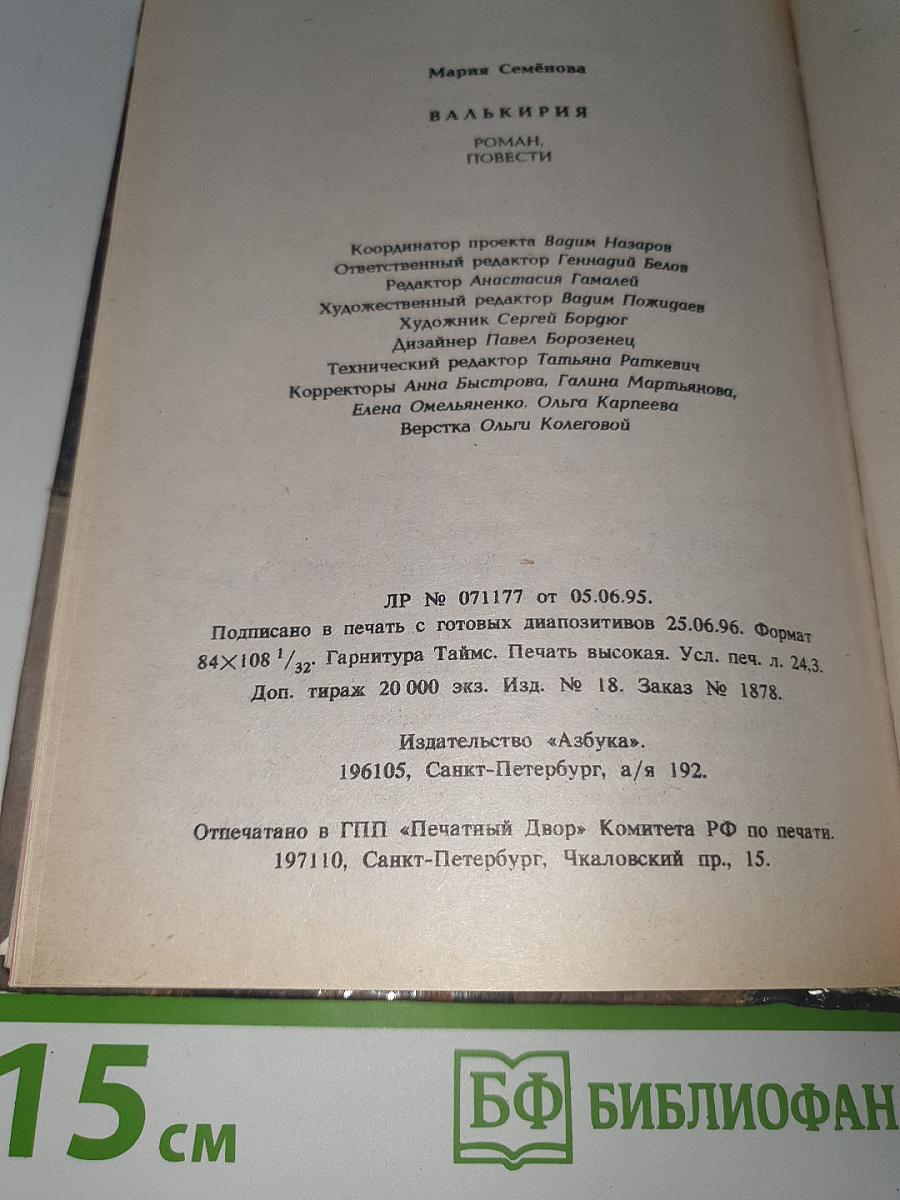 Мария Семёнова
ВАЛЬКИРИЯ
РОМАН,
ПОВЕСТИ
Координатор проекта Вадим Назаров
Ответственный редактор Геннадий Белов
Редактор Анастасия Гамалей
Художественный редактор Вадим Пожидаев
Художник Сергей Бордюг
Дизайнер Павел Борозенец
Технический редактор Татьяна Раткевич
Корректоры Анна Быстрова, Галина Мартьянова,
Елена Омельяненко, Ольга Карпеева
Верстка Ольги Колеговой
ЛР № 071177 от 05.06.95.
Подписано в печать с готовых диапозитивов 25.06.96. Формат
84×108 1/32. Гарнитура Таймс. Печать высокая. Усл. печ. л. 24,3.
Доп. тираж 20 000 экз. Изд. № 18. Заказ № 1878.
Издательство «Азбука».
196105, Санкт-Петербург, а/я 192.
Отпечатано в ГПП «Печатный Двор» Комитета РФ по печати.
197110, Санкт-Петербург, Чкаловский пр., 15.
15 см
БФ БИБЛИОФАН